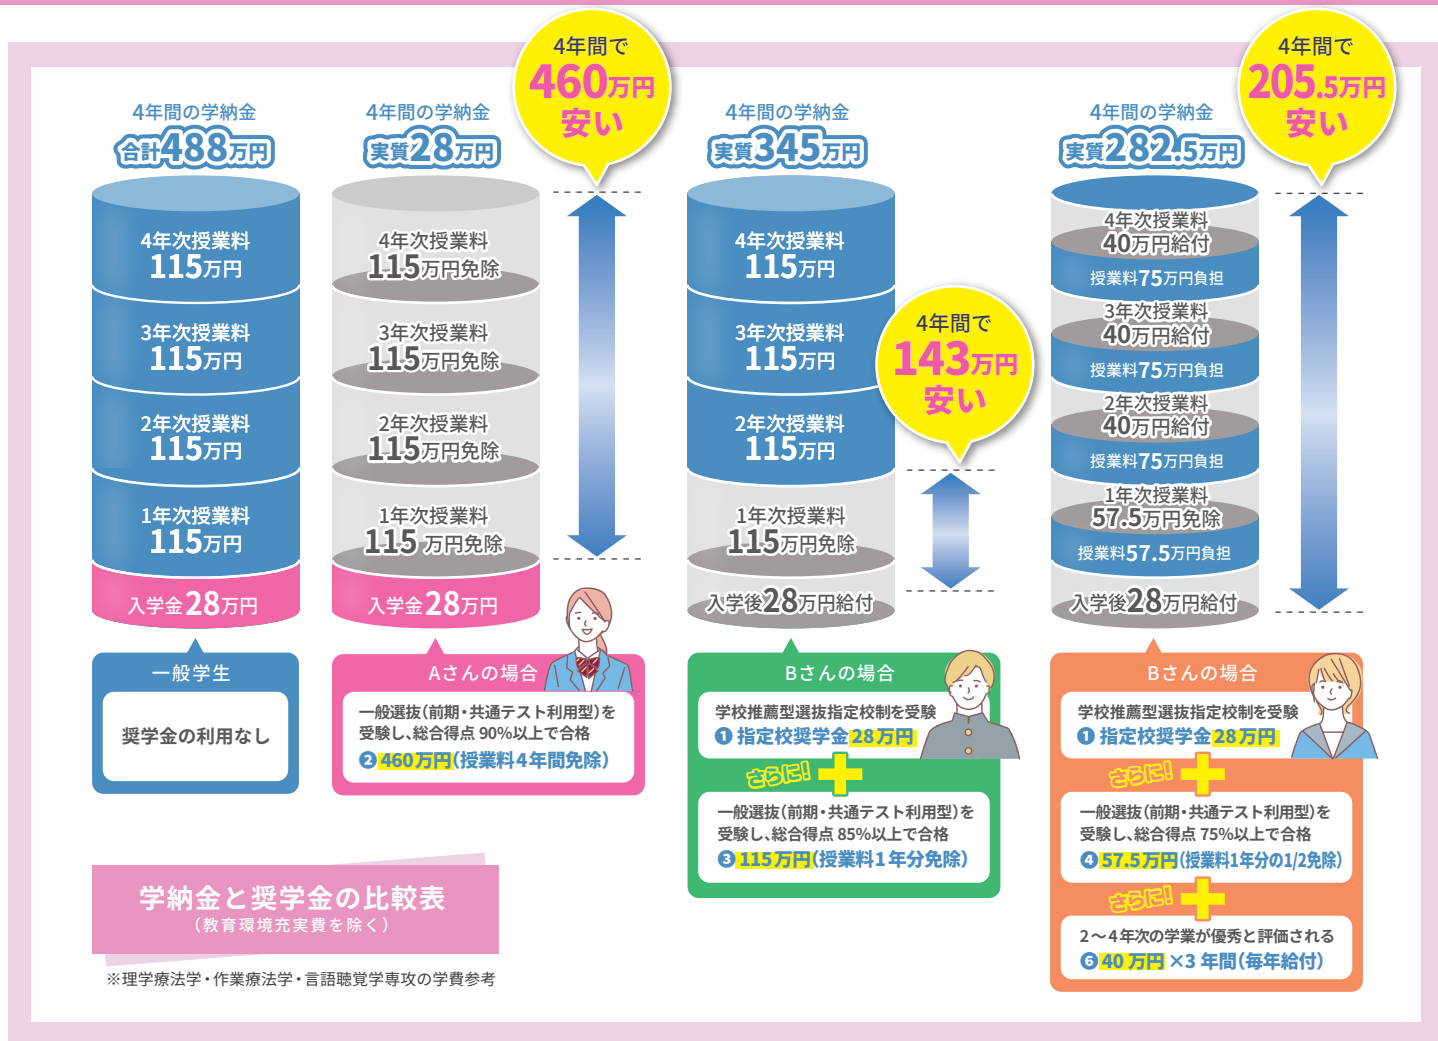 4年間の学納金
合計488万円
4年次授業料
115万円
3年次授業料
115万円
2年次授業料
115万円
1年次授業料
115万円
入学金28万円
一般学生
奨学金の利用なし
4年間の学納金
実質28万円
4年間で
460万円
安い
4年次授業料
115万円免除
3年次授業料
115万円免除
2年次授業料
115万円免除
1年次授業料
115 万円免除
入学金28万円
Aさんの場合
一般選抜（前期・共通テスト利用型）を
受験し、総合得点 90%以上で合格
❷ 460万円（授業料4年間免除）
4年間の学納金
実質345万円
4年次授業料
115万円
3年次授業料
115万円
2年次授業料
115万円
4年間で
143万円
安い
1年次授業料
115万円免除
入学後28万円給付
Bさんの場合
学校推薦型選抜指定校制を受験
❶ 指定校奨学金28万円
さらに！
一般選抜（前期・共通テスト利用型）を
受験し、総合得点 85%以上で合格
❸ 115万円（授業料1年分免除）
4年間の学納金
実質282.5万円
4年間で
205.5万円
安い
4年次授業料
40万円給付
授業料75万円負担
3年次授業料
40万円給付
授業料75万円負担
2年次授業料
40万円給付
授業料75万円負担
1年次授業料
57.5万円免除
授業料57.5万円負担
入学後28万円給付
Bさんの場合
学校推薦型選抜指定校制を受験
❶ 指定校奨学金28万円
さらに！
一般選抜（前期・共通テスト利用型）を
受験し、総合得点 75%以上で合格
❹ 57.5万円（授業料1年分の1/2免除）
さらに！
2～4年次の学業が優秀と評価される
❻ 40 万円 ×3 年間（毎年給付）
学納金と奨学金の比較表
（教育環境充実費を除く）
※理学療法学・作業療法学・言語聴覚学専攻の学費参考